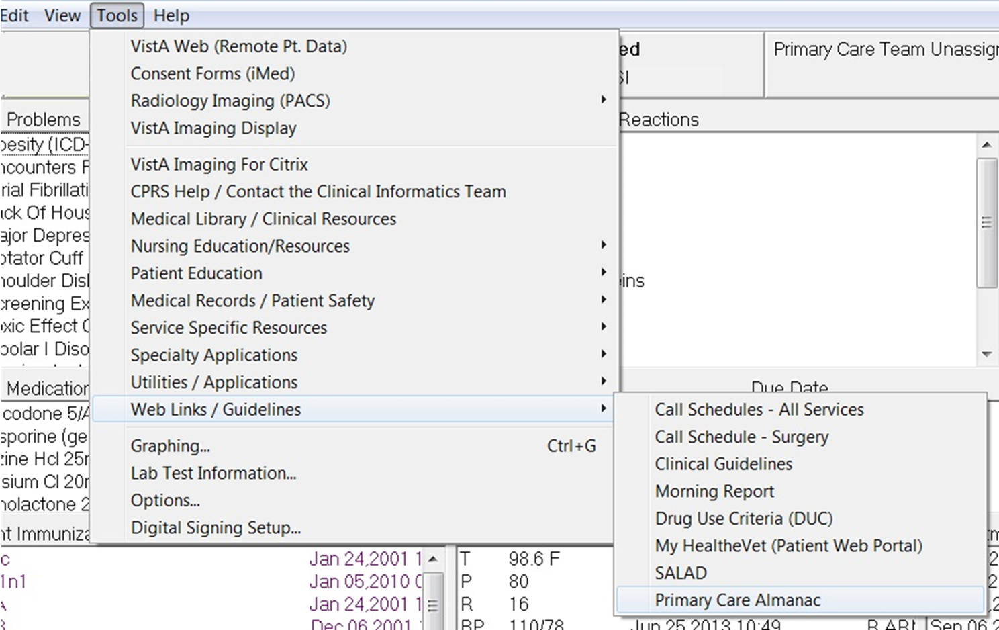 Edit View Tools Help
VistA Web (Remote Pt. Data)
Consent Forms (iMed)
Radiology Imaging (PACS)
VistA Imaging Display
VistA Imaging For Citrix
CPRS Help / Contact the Clinical Informatics Team
Medical Library / Clinical Resources
Nursing Education/Resources
Patient Education
Medical Records / Patient Safety
Service Specific Resources
Specialty Applications
Utilities / Applications
Web Links / Guidelines
Graphing... Ctrl+G
Lab Test Information...
Options...
Digital Signing Setup...
Call Schedules - All Services
Call Schedule - Surgery
Clinical Guidelines
Morning Report
Drug Use Criteria (DUC)
My HealtheVet (Patient Web Portal)
SALAD
Primary Care Almanac
ed
Primary Care Team Unassign
Problems
Reactions
besity (ICD-
ncounters F
rial Fibrillati
ack Of Hous
ajor Depres
otator Cuff
houlder Disl
creening Ex
oxic Effect
polar I Diso
eins
Medication
Due Date
codone 5/A
sporine (ge
zine Hcl 25m
sium Cl 20m
nolactone 2
nt Immuniza
c Jan 24,2001 1
1n1 Jan 05,2010 0
A Jan 24,2001 1
Dec 06,2001
T 98.6 F
P 80
R 16
BP 110/78 Jun 25,2013 10:49
Sep 06,2